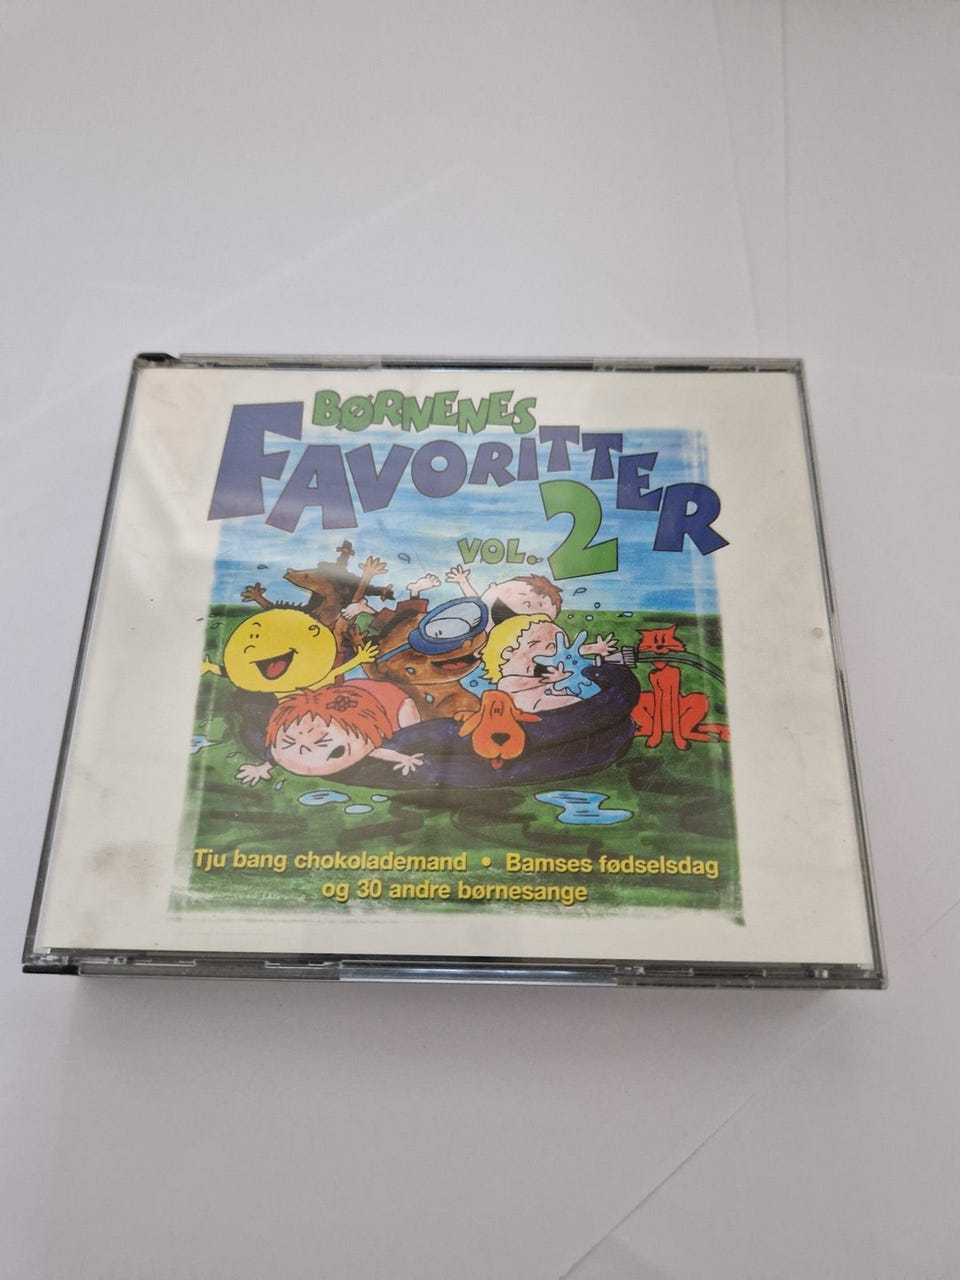 BØRNENES
FAVORITTER
VOL. 2
Tju bang chokolademand • Bamses fødselsdag
og 30 andre børnesange